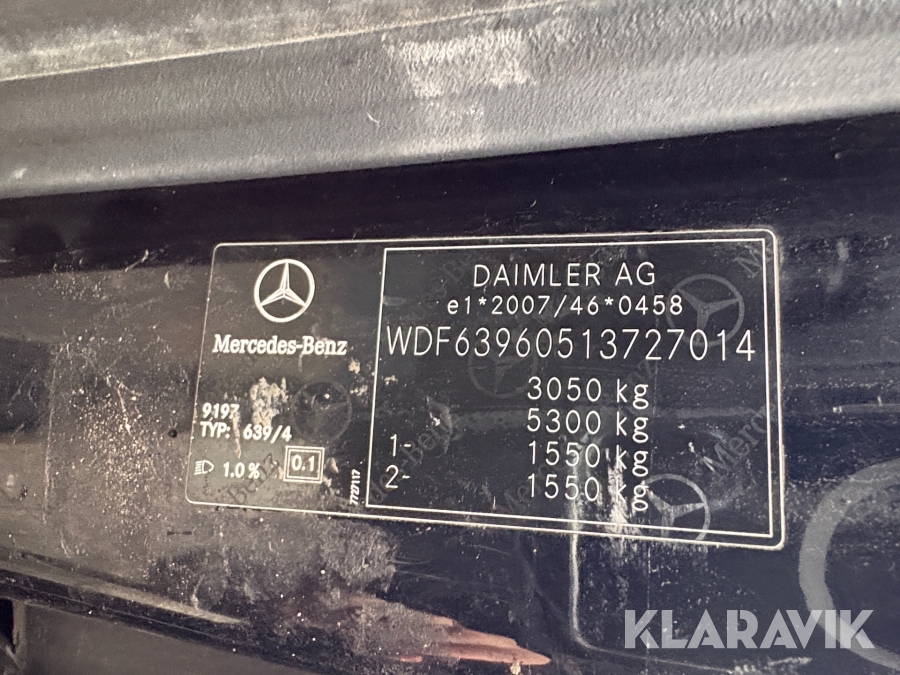 DAIMLER AG
e1*2007/46*0458
WDF63960513727014
3050 kg
5300 kg
1- 1550 kg
2- 1550 kg
Mercedes-Benz
9197
TYP: 639/4
1.0 % 0.1
7727117
KLARAVIK